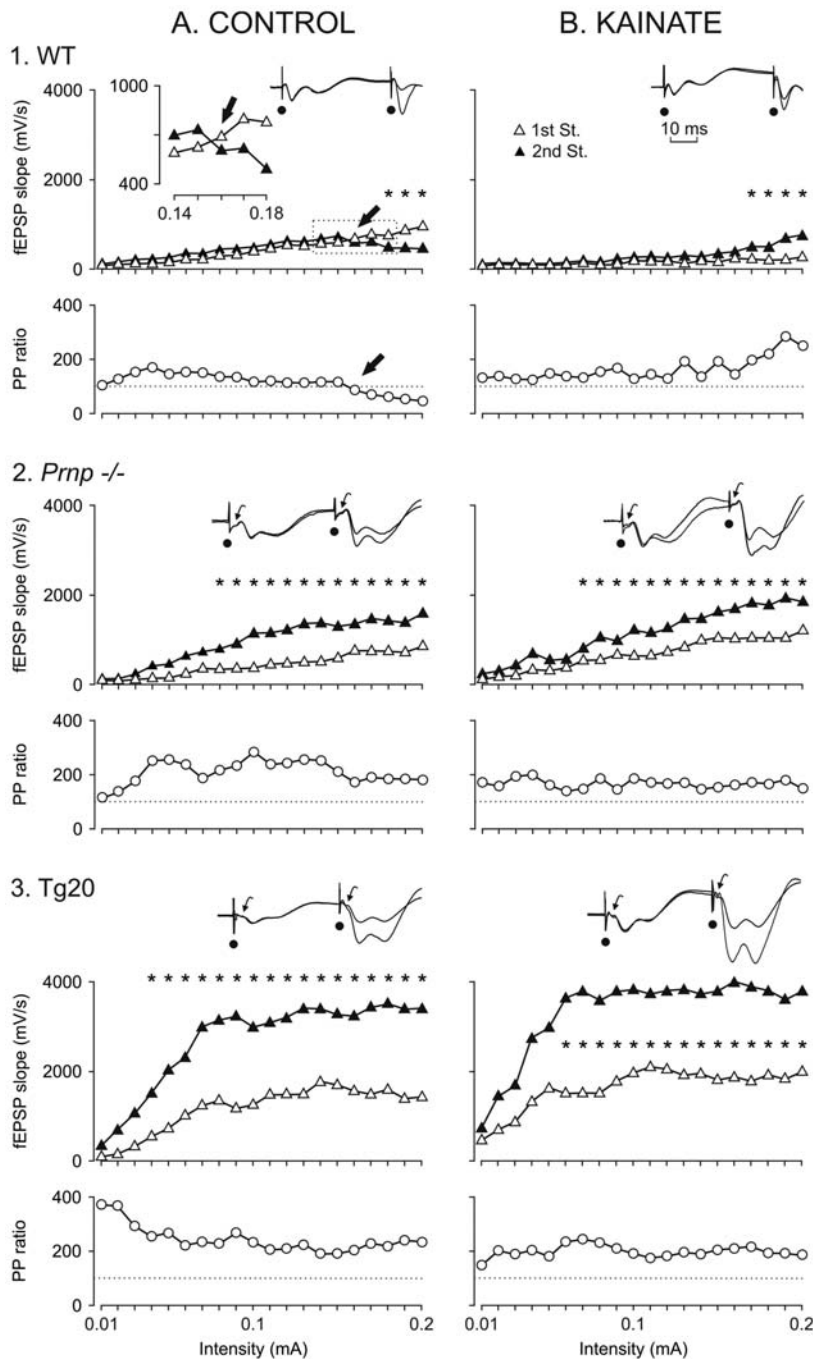 A. CONTROL
B. KAINATE
1. WT
fEPSP slope (mV/s)
4000
2000
0
1000
400
0.14
0.18
* * *
△ 1st St.
▲ 2nd St.
10 ms
* * * *
PP ratio
400
200
0
2. Prnp -/-
fEPSP slope (mV/s)
4000
2000
0
* * * * * * * * * * * * *
* * * * * * * * * * * * * *
PP ratio
400
200
0
3. Tg20
fEPSP slope (mV/s)
4000
2000
0
* * * * * * * * * * * * * * * * *
* * * * * * * * * * * * * * *
PP ratio
400
200
0
0.01
0.1
0.2
Intensity (mA)
0.01
0.1
0.2
Intensity (mA)